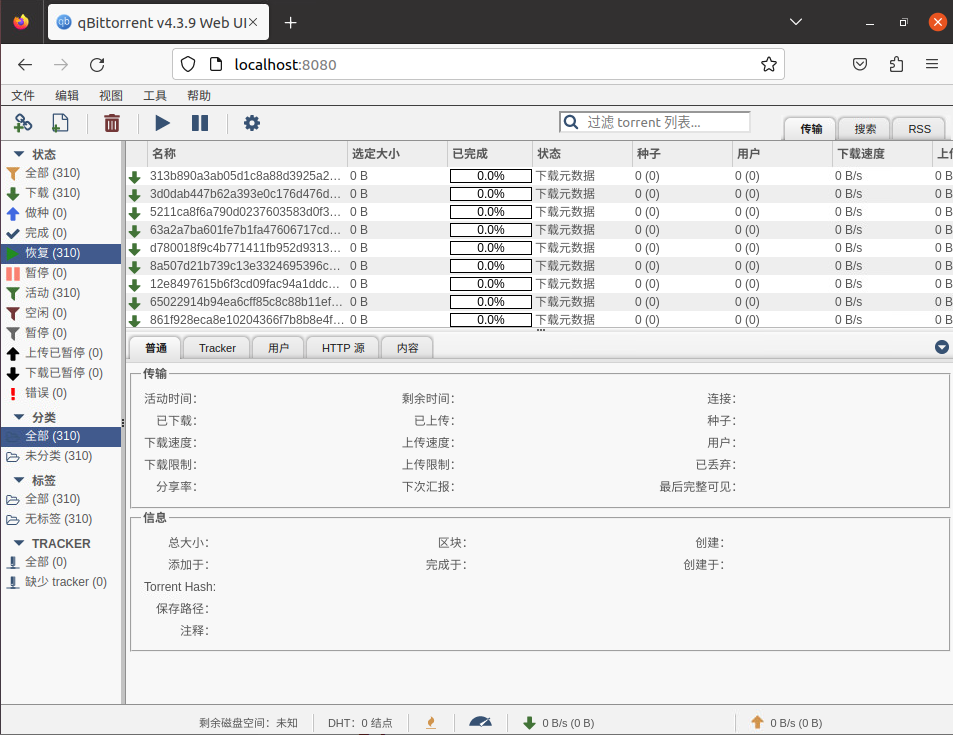 qBittorrent v4.3.9 Web UI
localhost:8080
文件 编辑 视图 工具 帮助
过滤 torrent 列表...
传输 搜索 RSS
状态
全部 (310)
下载 (310)
做种 (0)
完成 (0)
恢复 (310)
暂停 (0)
活动 (310)
空闲 (0)
暂停 (0)
上传已暂停 (0)
下载已暂停 (0)
错误 (0)
分类
全部 (310)
未分类 (310)
标签
全部 (310)
无标签 (310)
TRACKER
全部 (0)
缺少 tracker (0)
名称 选定大小 已完成 状态 种子 用户 下载速度 上传
313b890a3ab05d1c8a88d3925a2... 0 B 0.0% 下载元数据 0 (0) 0 (0) 0 B/s 0 B
3d0dab447b62a393e0c176d476d... 0 B 0.0% 下载元数据 0 (0) 0 (0) 0 B/s 0 B
5211ca8f6a790d0237603583d0f3... 0 B 0.0% 下载元数据 0 (0) 0 (0) 0 B/s 0 B
63a2a7ba601fe7b1fa47606717cd... 0 B 0.0% 下载元数据 0 (0) 0 (0) 0 B/s 0 B
d780018f9c4b771411fb952d9313... 0 B 0.0% 下载元数据 0 (0) 0 (0) 0 B/s 0 B
8a507d21b739c13e3324695396c... 0 B 0.0% 下载元数据 0 (0) 0 (0) 0 B/s 0 B
12e8497615b6f3cd09fac94a1ddc... 0 B 0.0% 下载元数据 0 (0) 0 (0) 0 B/s 0 B
65022914b94ea6cff85c8c88b11ef... 0 B 0.0% 下载元数据 0 (0) 0 (0) 0 B/s 0 B
861f928eca8e10204366f7b8b8e4f... 0 B 0.0% 下载元数据 0 (0) 0 (0) 0 B/s 0 B
普通 Tracker 用户 HTTP 源 内容
传输
活动时间： 剩余时间： 连接：
已下载： 已上传： 种子：
下载速度： 上传速度： 用户：
下载限制： 上传限制： 已丢弃：
分享率： 下次汇报： 最后完整可见：
信息
总大小： 区块： 创建：
添加于： 完成于： 创建于：
Torrent Hash:
保存路径：
注释：
剩余磁盘空间：未知 DHT：0 结点 0 B/s (0 B) 0 B/s (0 B)